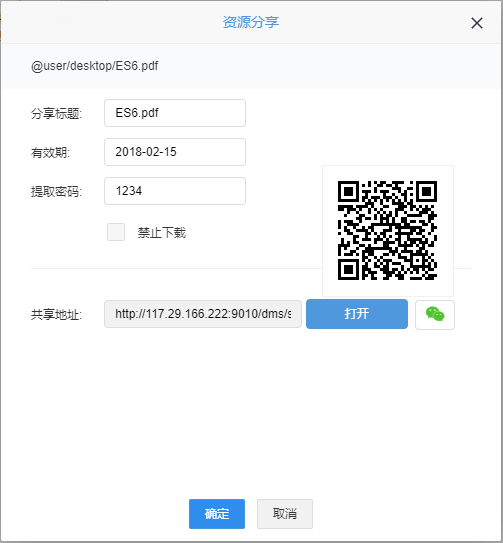 资源分享
@user/desktop/ES6.pdf
分享标题: ES6.pdf
有效期: 2018-02-15
提取密码: 1234
禁止下载
共享地址: http://117.29.166.222:9010/dms/s 打开
确定 取消